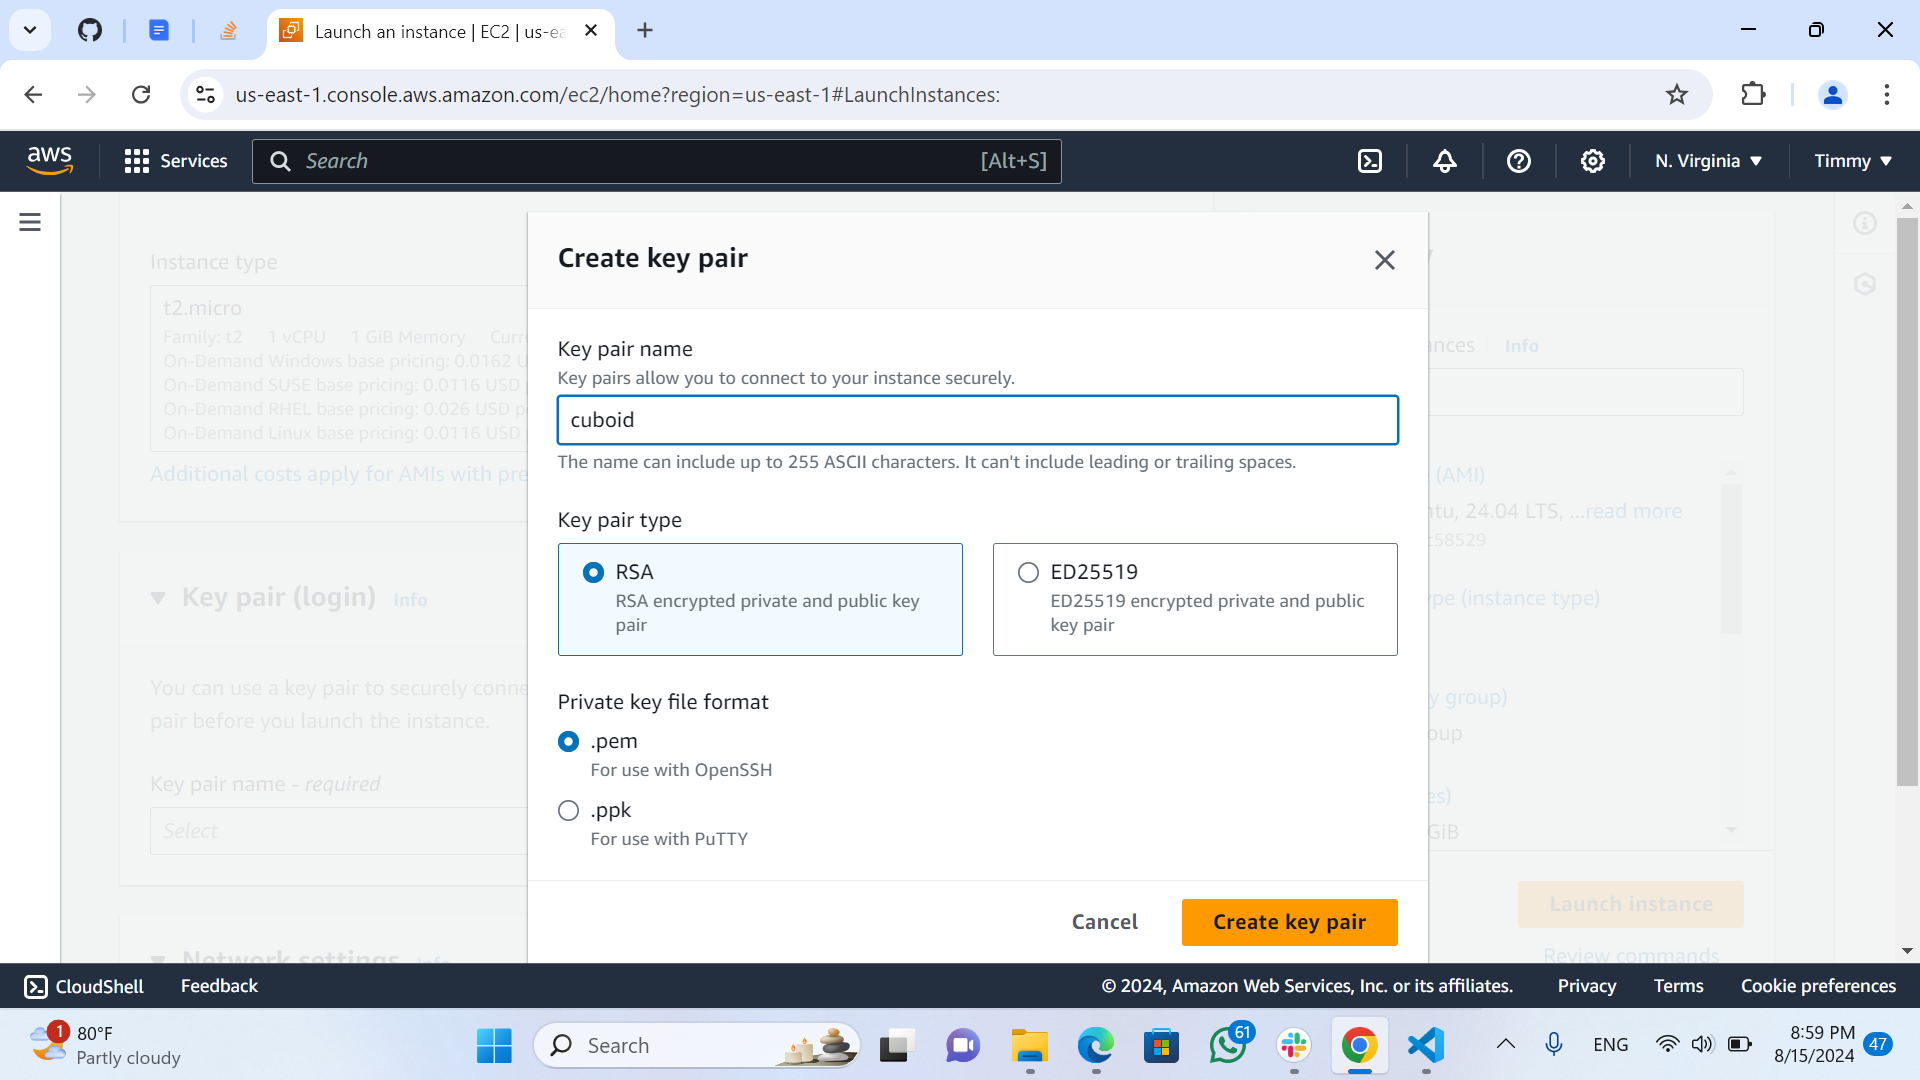 Launch an instance | EC2 | us-ea
us-east-1.console.aws.amazon.com/ec2/home?region=us-east-1#LaunchInstances:
aws
Services
Search
[Alt+S]
N. Virginia
Timmy
Instance type
t2.micro
Family: t2 1 vCPU 1 GiB Memory Curr
On-Demand Windows base pricing: 0.0162 U
On-Demand SUSE base pricing: 0.0116 USD p
On-Demand RHEL base pricing: 0.026 USD p
On-Demand Linux base pricing: 0.0116 USD
Additional costs apply for AMIs with pre
Key pair (login) Info
You can use a key pair to securely conne
pair before you launch the instance.
Key pair name - required
Select
Network settings Info
Create key pair
Key pair name
Key pairs allow you to connect to your instance securely.
cuboid
The name can include up to 255 ASCII characters. It can't include leading or trailing spaces.
Key pair type
RSA
RSA encrypted private and public key
pair
ED25519
ED25519 encrypted private and public
key pair
Private key file format
.pem
For use with OpenSSH
.ppk
For use with PuTTY
Cancel
Create key pair
y
ances Info
(AMI)
ntu, 24.04 LTS, ...read more
c58529
ype (instance type)
y group)
oup
es)
GiB
Launch instance
Review commands
CloudShell
Feedback
© 2024, Amazon Web Services, Inc. or its affiliates.
Privacy
Terms
Cookie preferences
1
80°F
Partly cloudy
Search
61
ENG
8:59 PM
8/15/2024
47